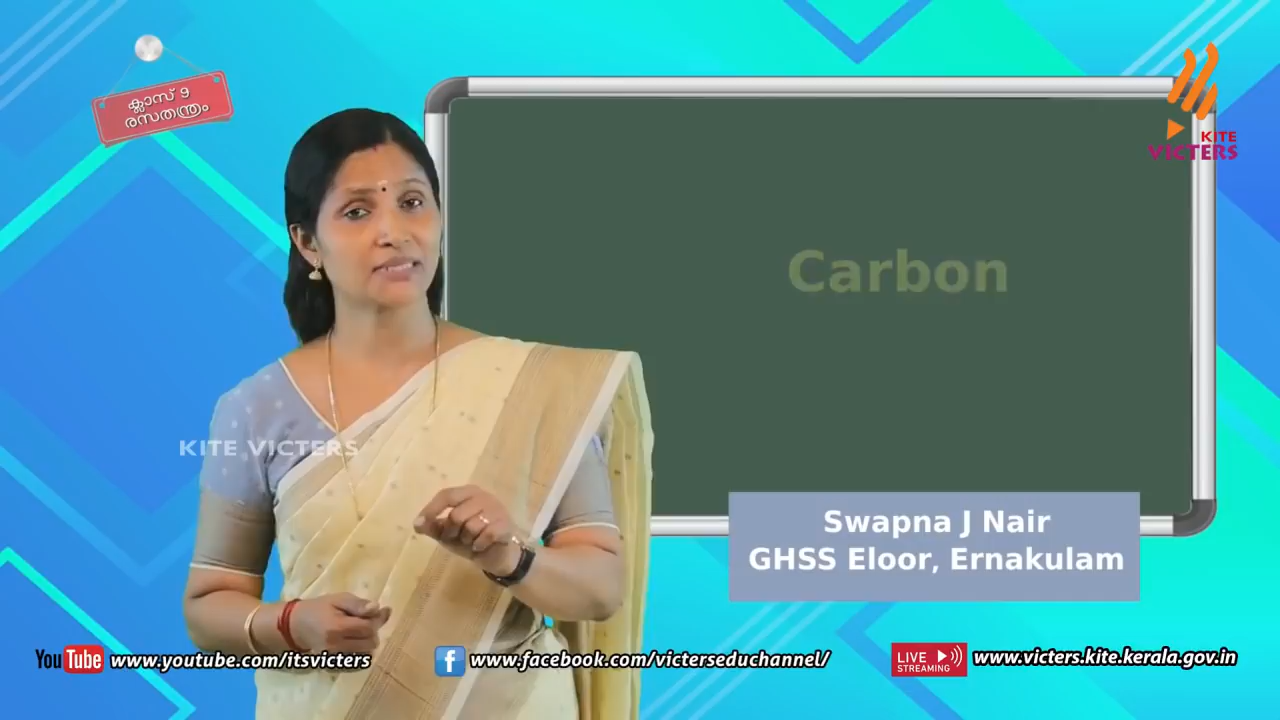 ക്ലാസ് 9
രസതന്ത്രം
KITE
VICTERS
Carbon
KITE VICTERS
Swapna J Nair
GHSS Eloor, Ernakulam
YouTube www.youtube.com/itsvicters
f www.facebook.com/victerseduchannel/
LIVE
STREAMING
www.victers.kite.kerala.gov.in